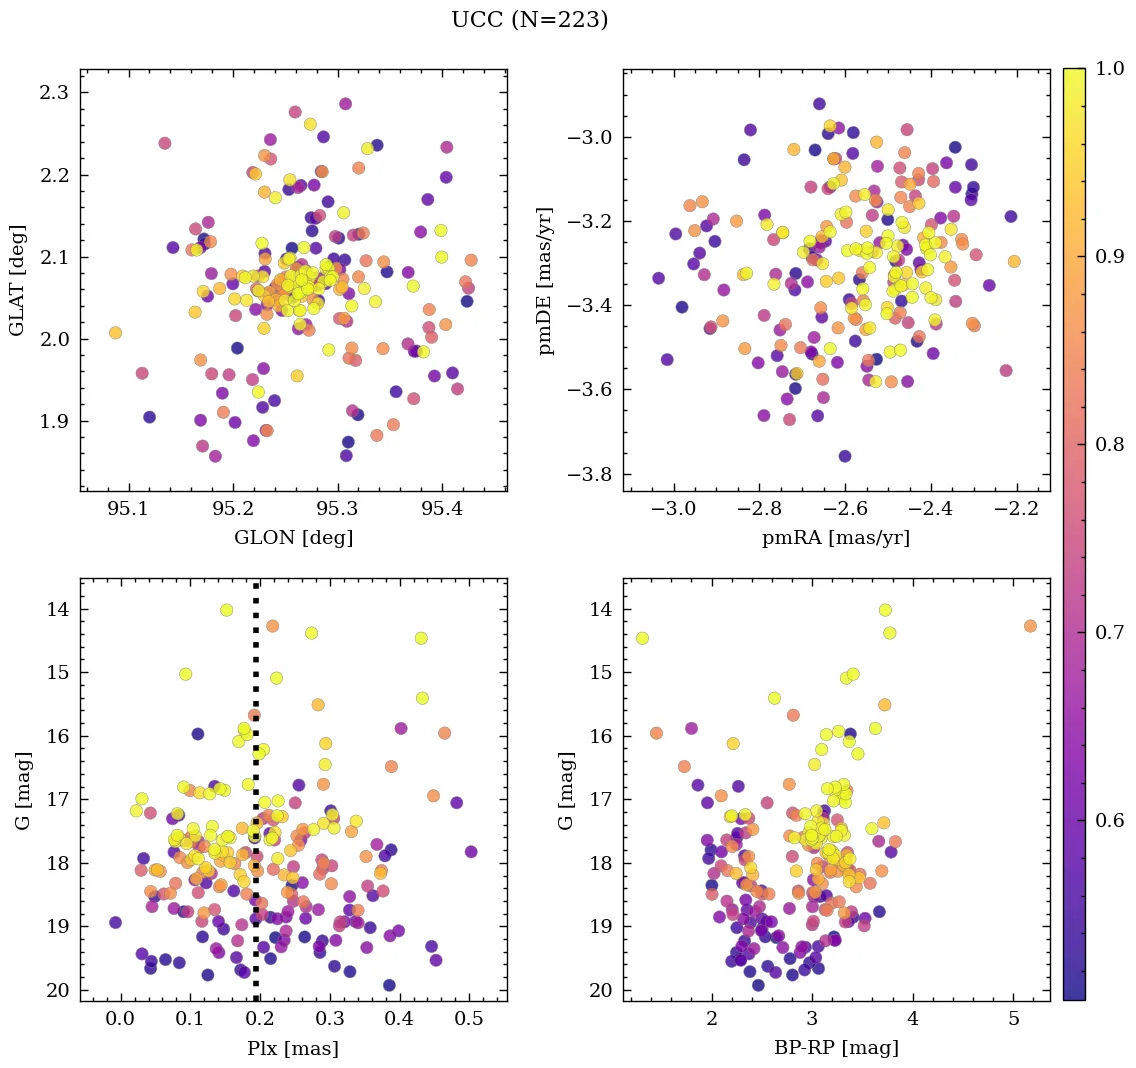 UCC (N=223)
2.3
2.2
2.1
2.0
1.9
GLAT [deg]
95.1 95.2 95.3 95.4
GLON [deg]
−3.0
−3.2
−3.4
−3.6
−3.8
pmDE [mas/yr]
−3.0 −2.8 −2.6 −2.4 −2.2
pmRA [mas/yr]
1.0
0.9
0.8
0.7
0.6
14
15
16
17
18
19
20
G [mag]
0.0 0.1 0.2 0.3 0.4 0.5
Plx [mas]
14
15
16
17
18
19
20
G [mag]
2 3 4 5
BP-RP [mag]